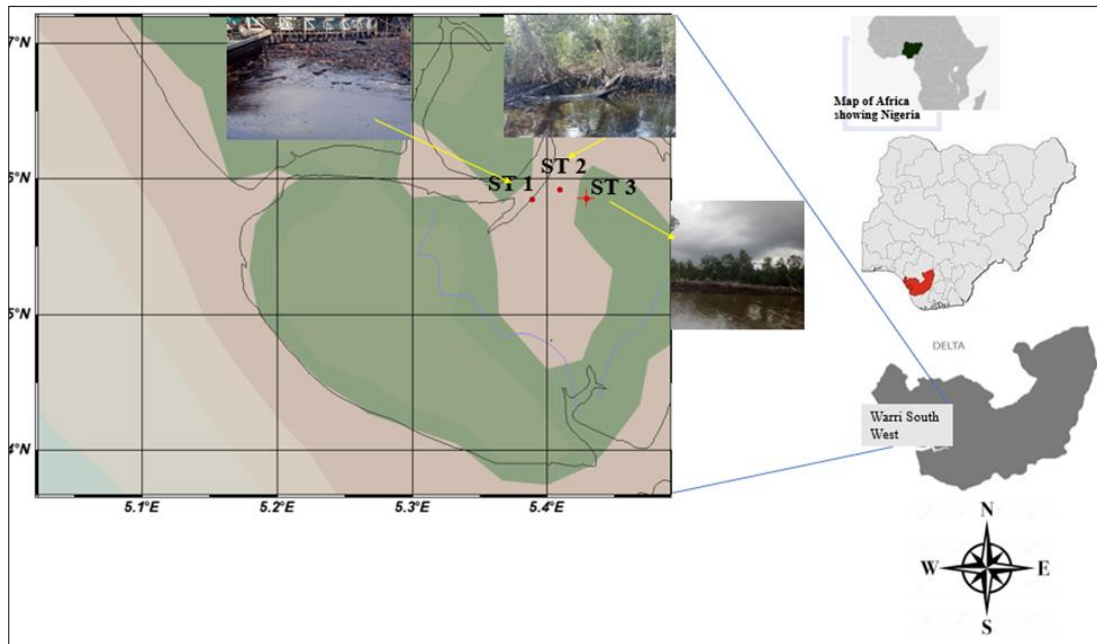 Map of Africa
showing Nigeria
7°N
6°N
5°N
4°N
ST 1
ST 2
ST 3
5.1°E
5.2°E
5.3°E
5.4°E
DELTA
Warri South
West
N
W
E
S